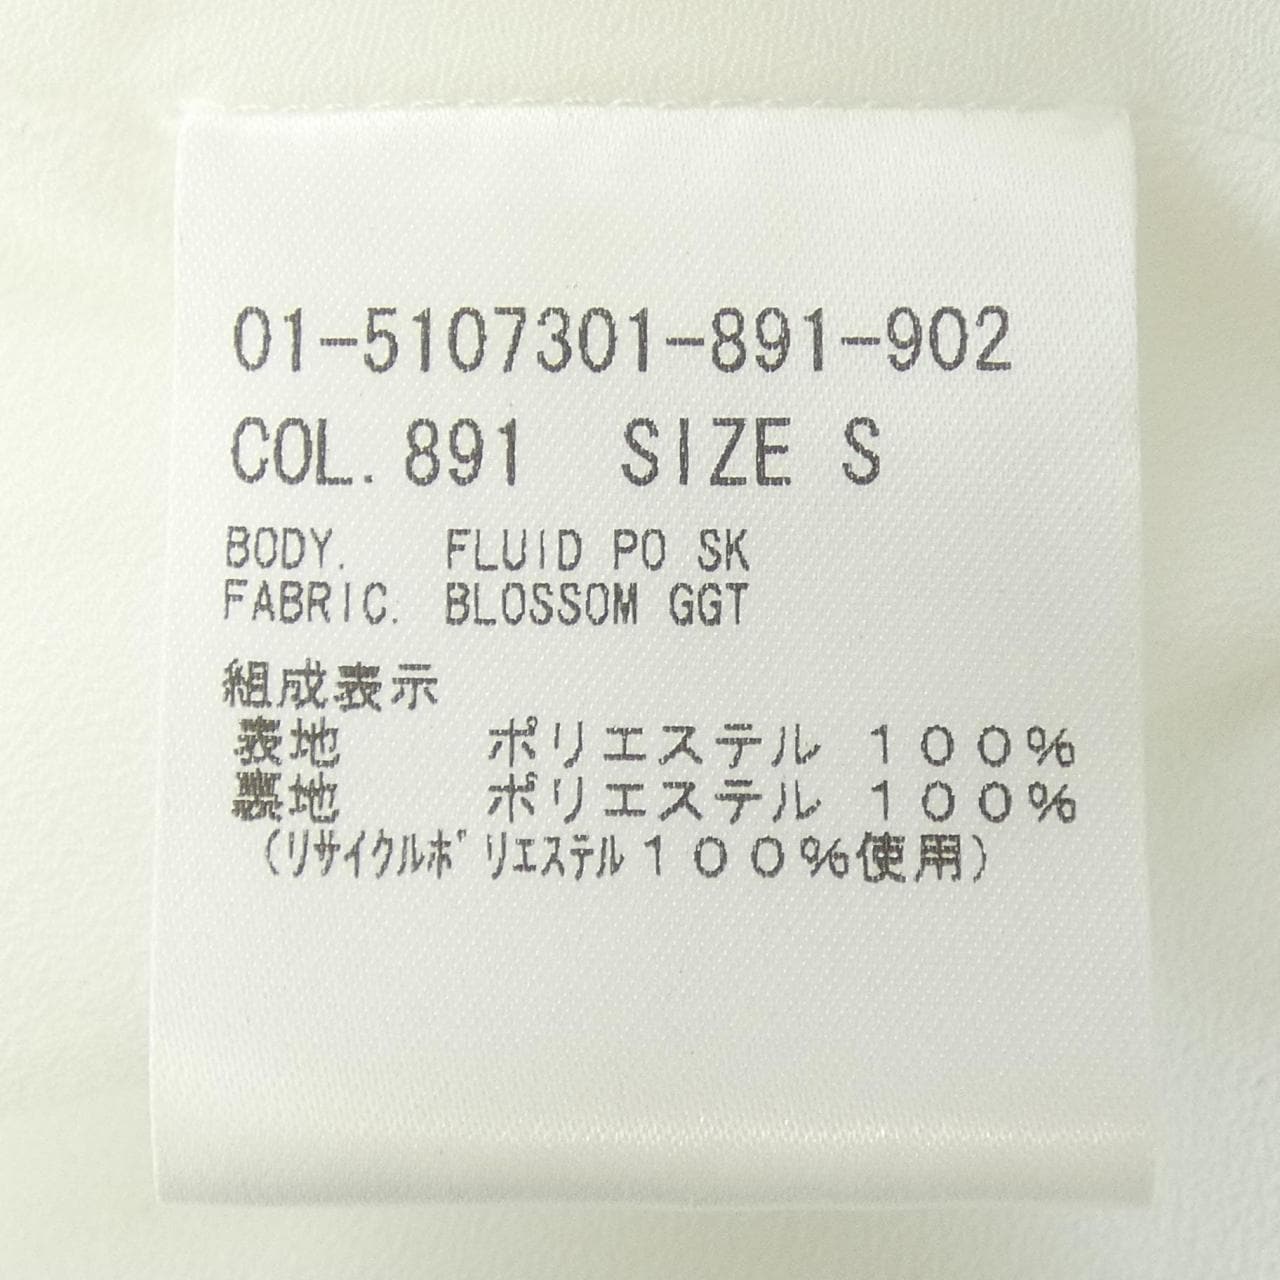 01-5107301-891-902
COL. 891 SIZE S
BODY. FLUID PO SK
FABRIC. BLOSSOM GGT
組成表示
表地 ポリエステル １００％
裏地 ポリエステル １００％
（ﾘｻｲｸﾙﾎﾟﾘｴｽﾃﾙ１００％使用）